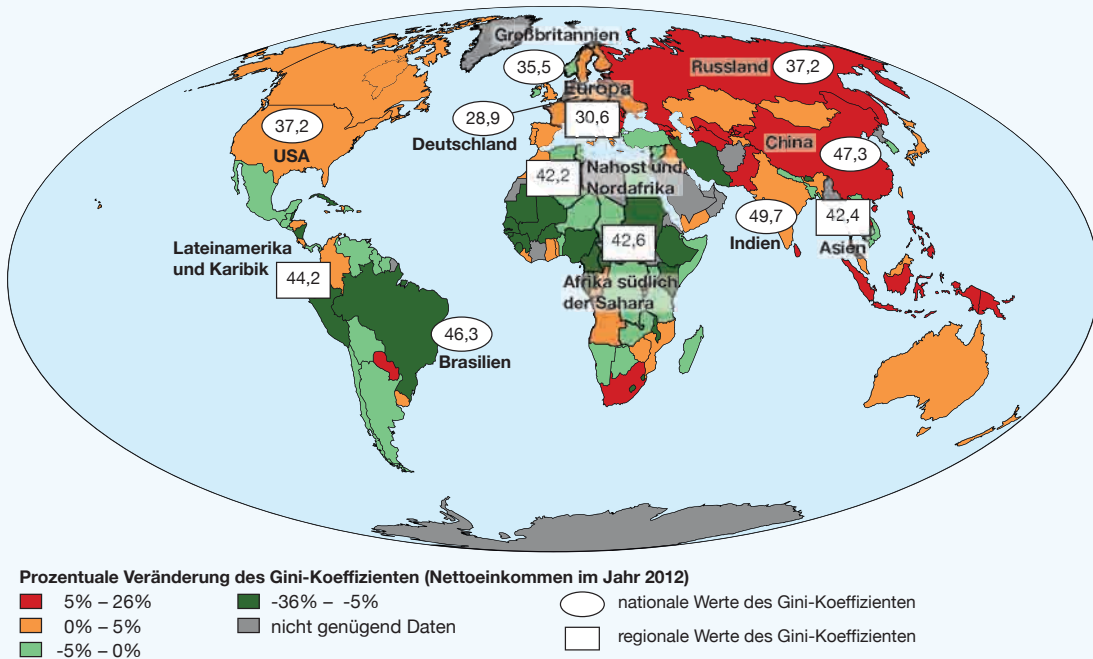 Großbritannien
35,5
Russland
37,2
Europa
37,2
USA
28,9
Deutschland
30,6
China
47,3
42,2
Nahost und
Nordafrika
49,7
Indien
42,4
Asien
Lateinamerika
und Karibik
44,2
42,6
Afrika südlich
der Sahara
46,3
Brasilien
Prozentuale Veränderung des Gini-Koeffizienten (Nettoeinkommen im Jahr 2012)
5% – 26%
0% – 5%
-5% – 0%
-36% – -5%
nicht genügend Daten
nationale Werte des Gini-Koeffizienten
regionale Werte des Gini-Koeffizienten